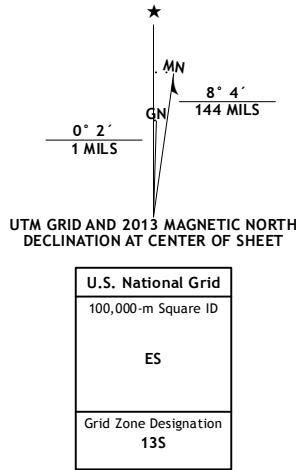 MN
GN
8° 4´
144 MILS
0° 2´
1 MILS
UTM GRID AND 2013 MAGNETIC NORTH
DECLINATION AT CENTER OF SHEET
U.S. National Grid
100,000-m Square ID
ES
Grid Zone Designation
13S